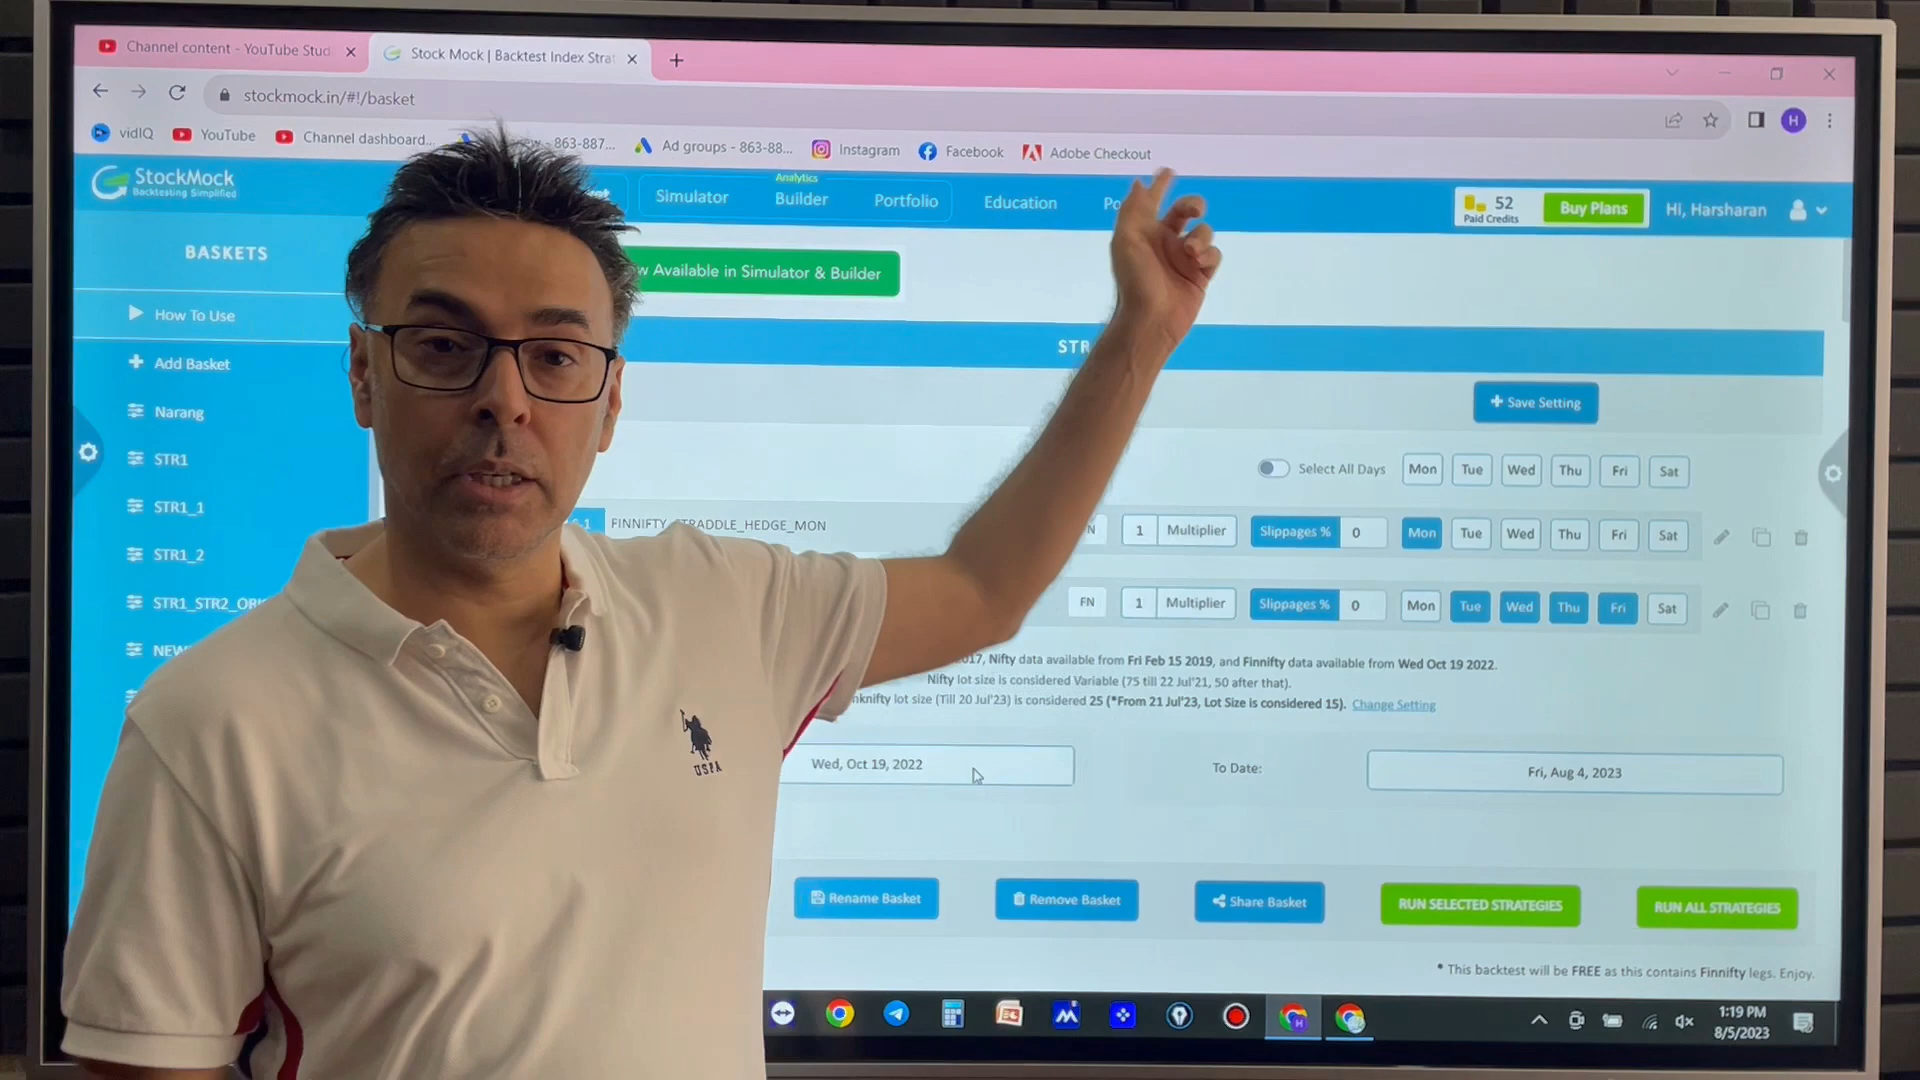 Channel content - YouTube Stud
Stock Mock | Backtest Index Strat
stockmock.in/#!/basket
vidIQ
YouTube
Channel dashboard...
- 863-887...
Ad groups - 863-88...
Instagram
Facebook
Adobe Checkout
H
StockMock
Backtesting Simplified
Simulator
Analytics
Builder
Portfolio
Education
52
Paid Credits
Buy Plans
Hi, Harsharan
BASKETS
w Available in Simulator & Builder
How To Use
STR
Add Basket
+ Save Setting
Narang
STR1
Select All Days
Mon
Tue
Wed
Thu
Fri
Sat
STR1_1
FINNIFTY_STRADDLE_HEDGE_MON
N
1
Multiplier
Slippages %
0
Mon
Tue
Wed
Thu
Fri
Sat
STR1_2
STR1_STR2_ORI
FN
1
Multiplier
Slippages %
0
Mon
Tue
Wed
Thu
Fri
Sat
NEW
2017, Nifty data available from Fri Feb 15 2019, and Finnifty data available from Wed Oct 19 2022.
Nifty lot size is considered Variable (75 till 22 Jul'21, 50 after that).
nknifty lot size (Till 20 Jul'23) is considered 25 (*From 21 Jul'23, Lot Size is considered 15). Change Setting
Wed, Oct 19, 2022
To Date:
Fri, Aug 4, 2023
USPA
Rename Basket
Remove Basket
Share Basket
RUN SELECTED STRATEGIES
RUN ALL STRATEGIES
* This backtest will be FREE as this contains Finnifty legs. Enjoy.
1:19 PM
8/5/2023